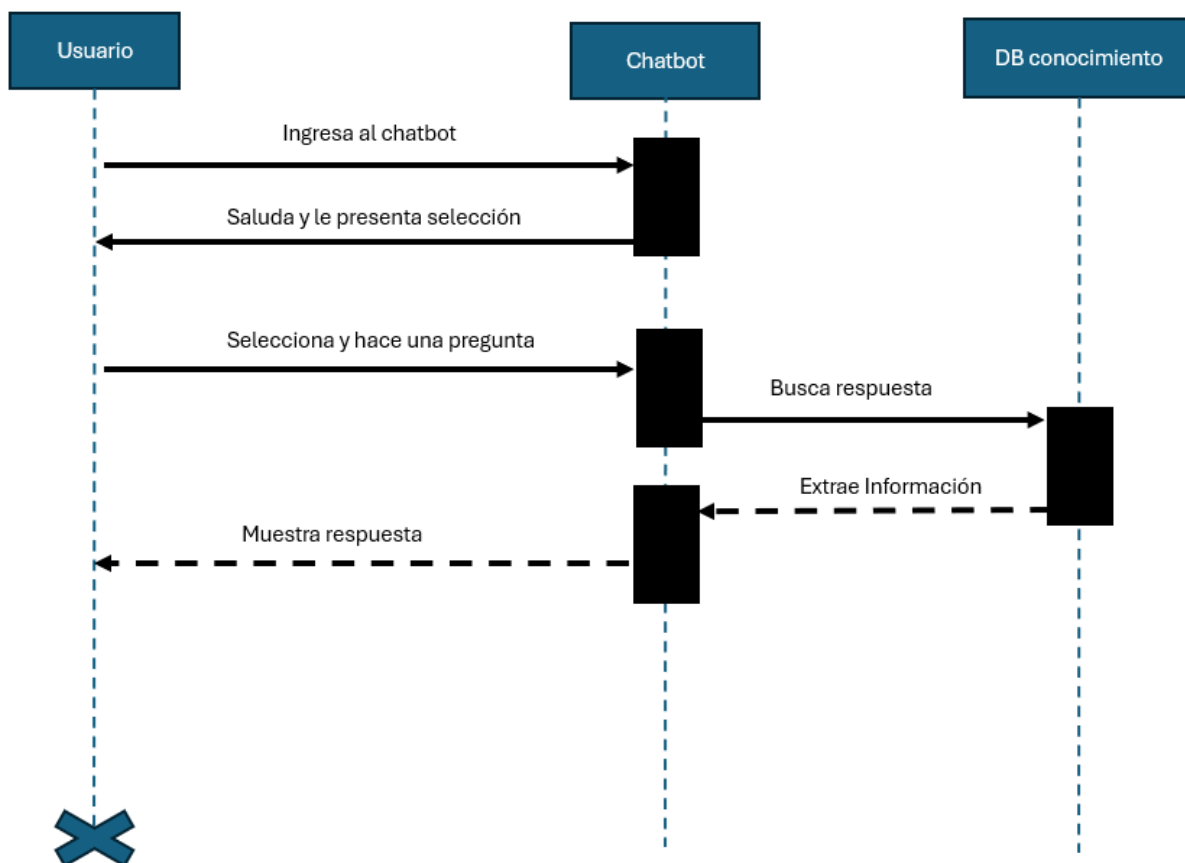 Usuario
Chatbot
DB conocimiento
Ingresa al chatbot
Saluda y le presenta selección
Selecciona y hace una pregunta
Busca respuesta
Extrae Información
Muestra respuesta